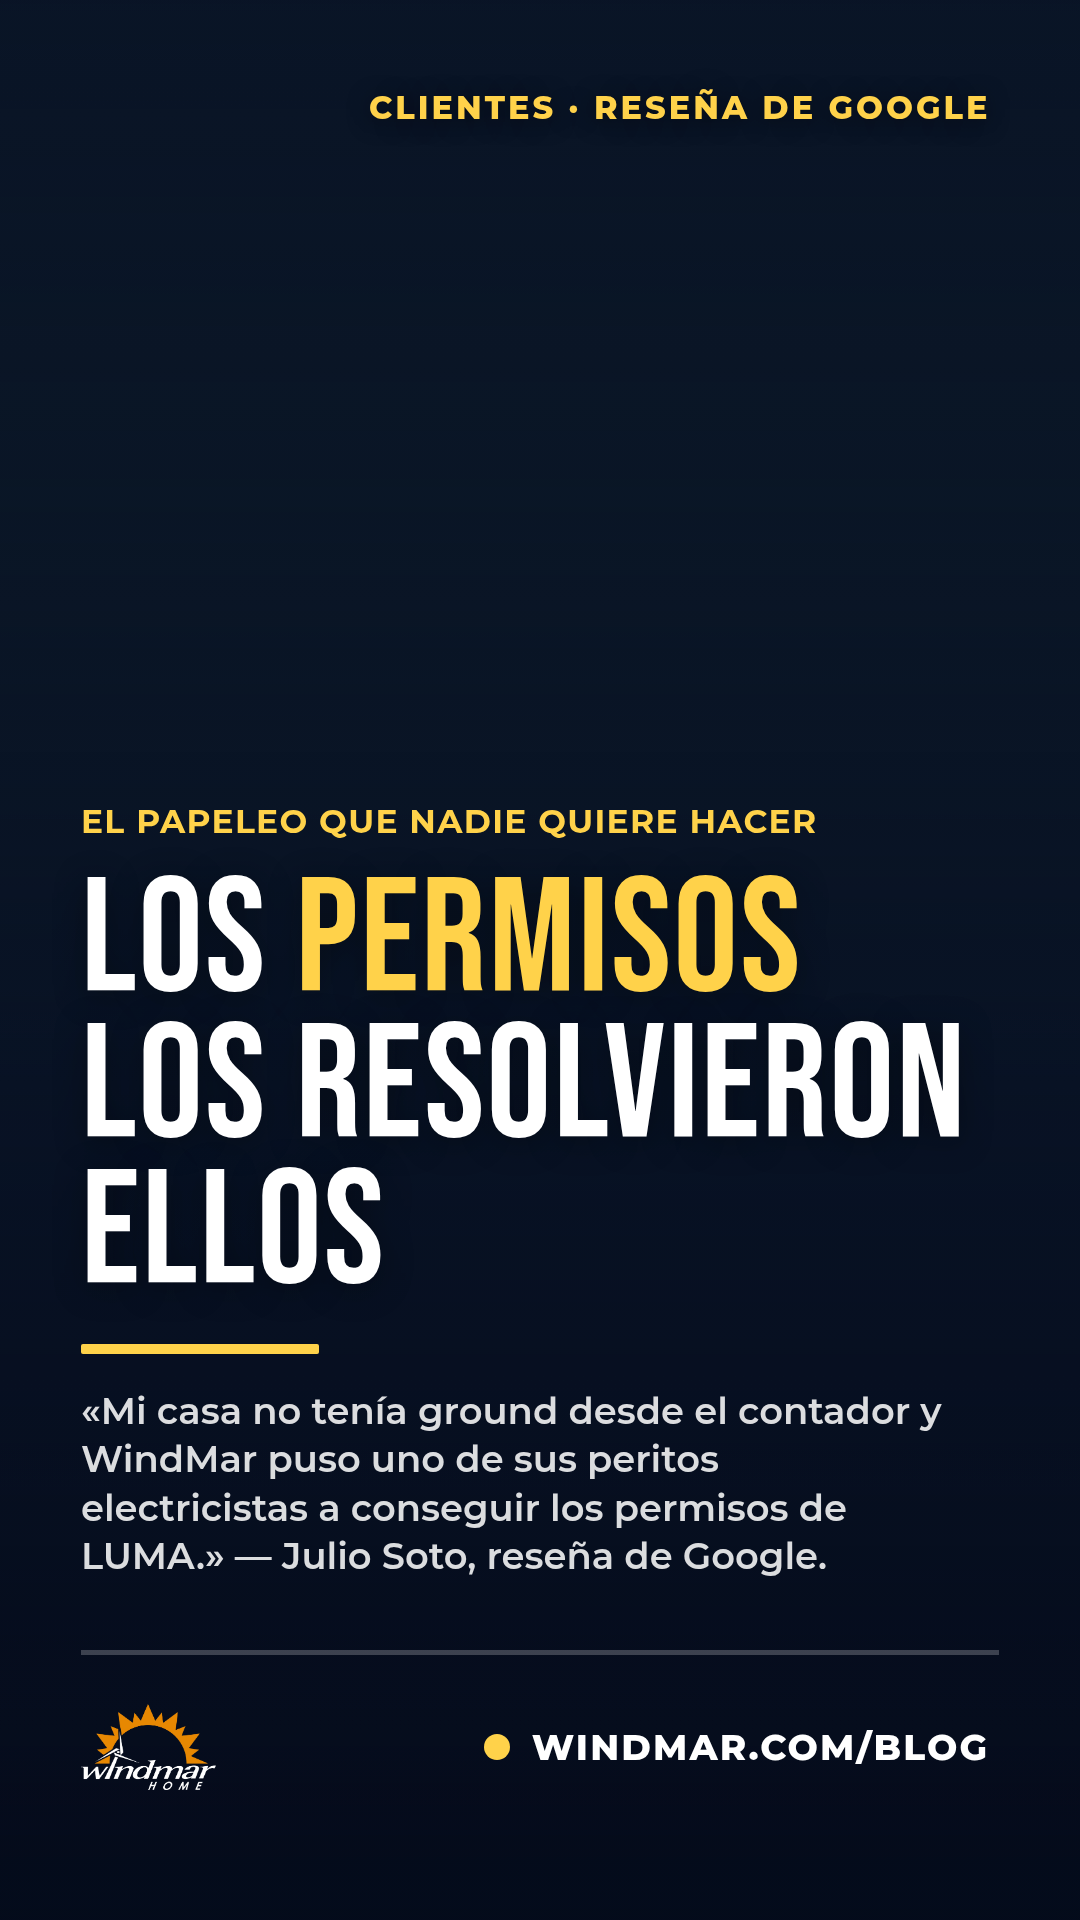 CLIENTES · RESEÑA DE GOOGLE
EL PAPELEO QUE NADIE QUIERE HACER
LOS PERMISOS
LOS RESOLVIERON
ELLOS
«Mi casa no tenía ground desde el contador y
WindMar puso uno de sus peritos
electricistas a conseguir los permisos de
LUMA.» — Julio Soto, reseña de Google.
windmar
HOME
WINDMAR.COM/BLOG